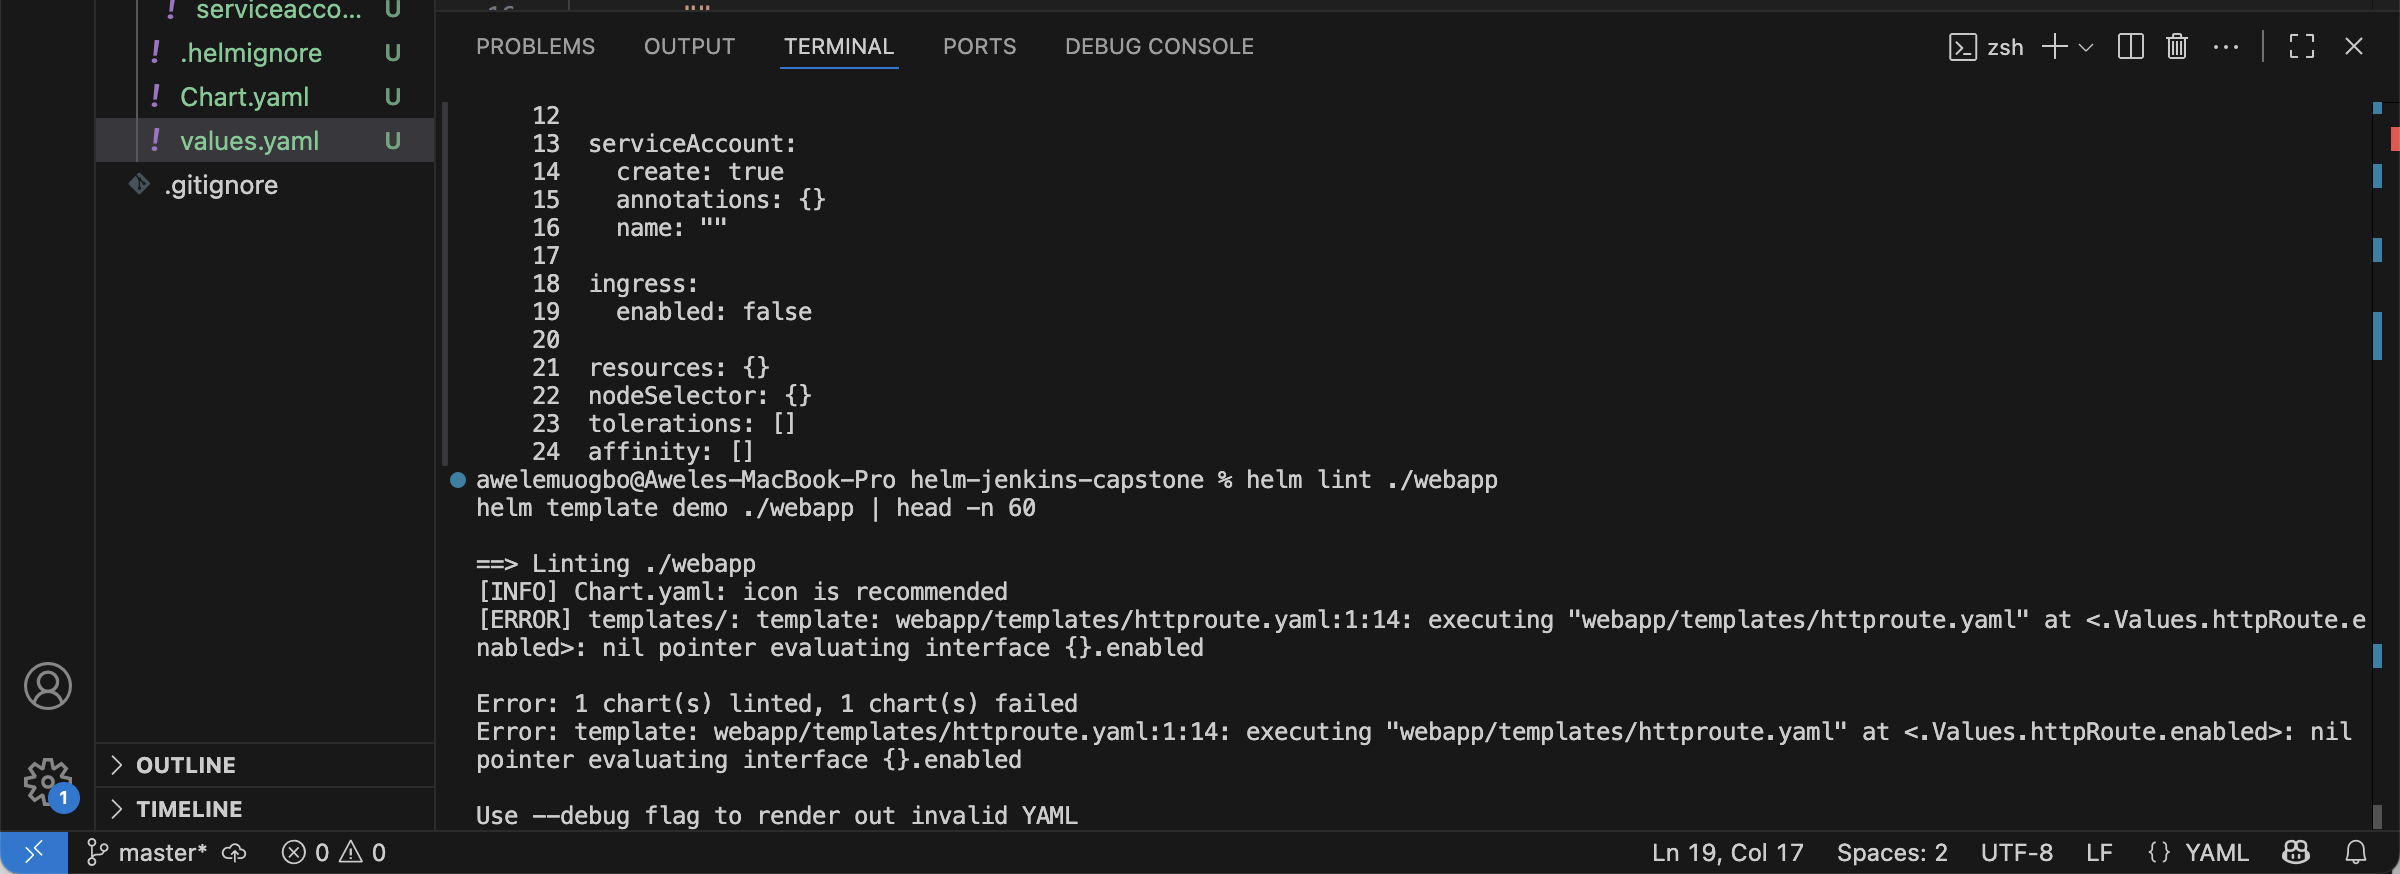 serviceacco... U
.helmignore U
Chart.yaml U
values.yaml U
.gitignore
OUTLINE
TIMELINE
PROBLEMS OUTPUT TERMINAL PORTS DEBUG CONSOLE
zsh
12
13 serviceAccount:
14   create: true
15   annotations: {}
16   name: ""
17
18 ingress:
19   enabled: false
20
21 resources: {}
22 nodeSelector: {}
23 tolerations: []
24 affinity: []
awelemuogbo@Aweles-MacBook-Pro helm-jenkins-capstone % helm lint ./webapp
helm template demo ./webapp | head -n 60
==> Linting ./webapp
[INFO] Chart.yaml: icon is recommended
[ERROR] templates/: template: webapp/templates/httproute.yaml:1:14: executing "webapp/templates/httproute.yaml" at <.Values.httpRoute.e
nabled>: nil pointer evaluating interface {}.enabled
Error: 1 chart(s) linted, 1 chart(s) failed
Error: template: webapp/templates/httproute.yaml:1:14: executing "webapp/templates/httproute.yaml" at <.Values.httpRoute.enabled>: nil
pointer evaluating interface {}.enabled
Use --debug flag to render out invalid YAML
1
master* 0 0 Ln 19, Col 17 Spaces: 2 UTF-8 LF {} YAML